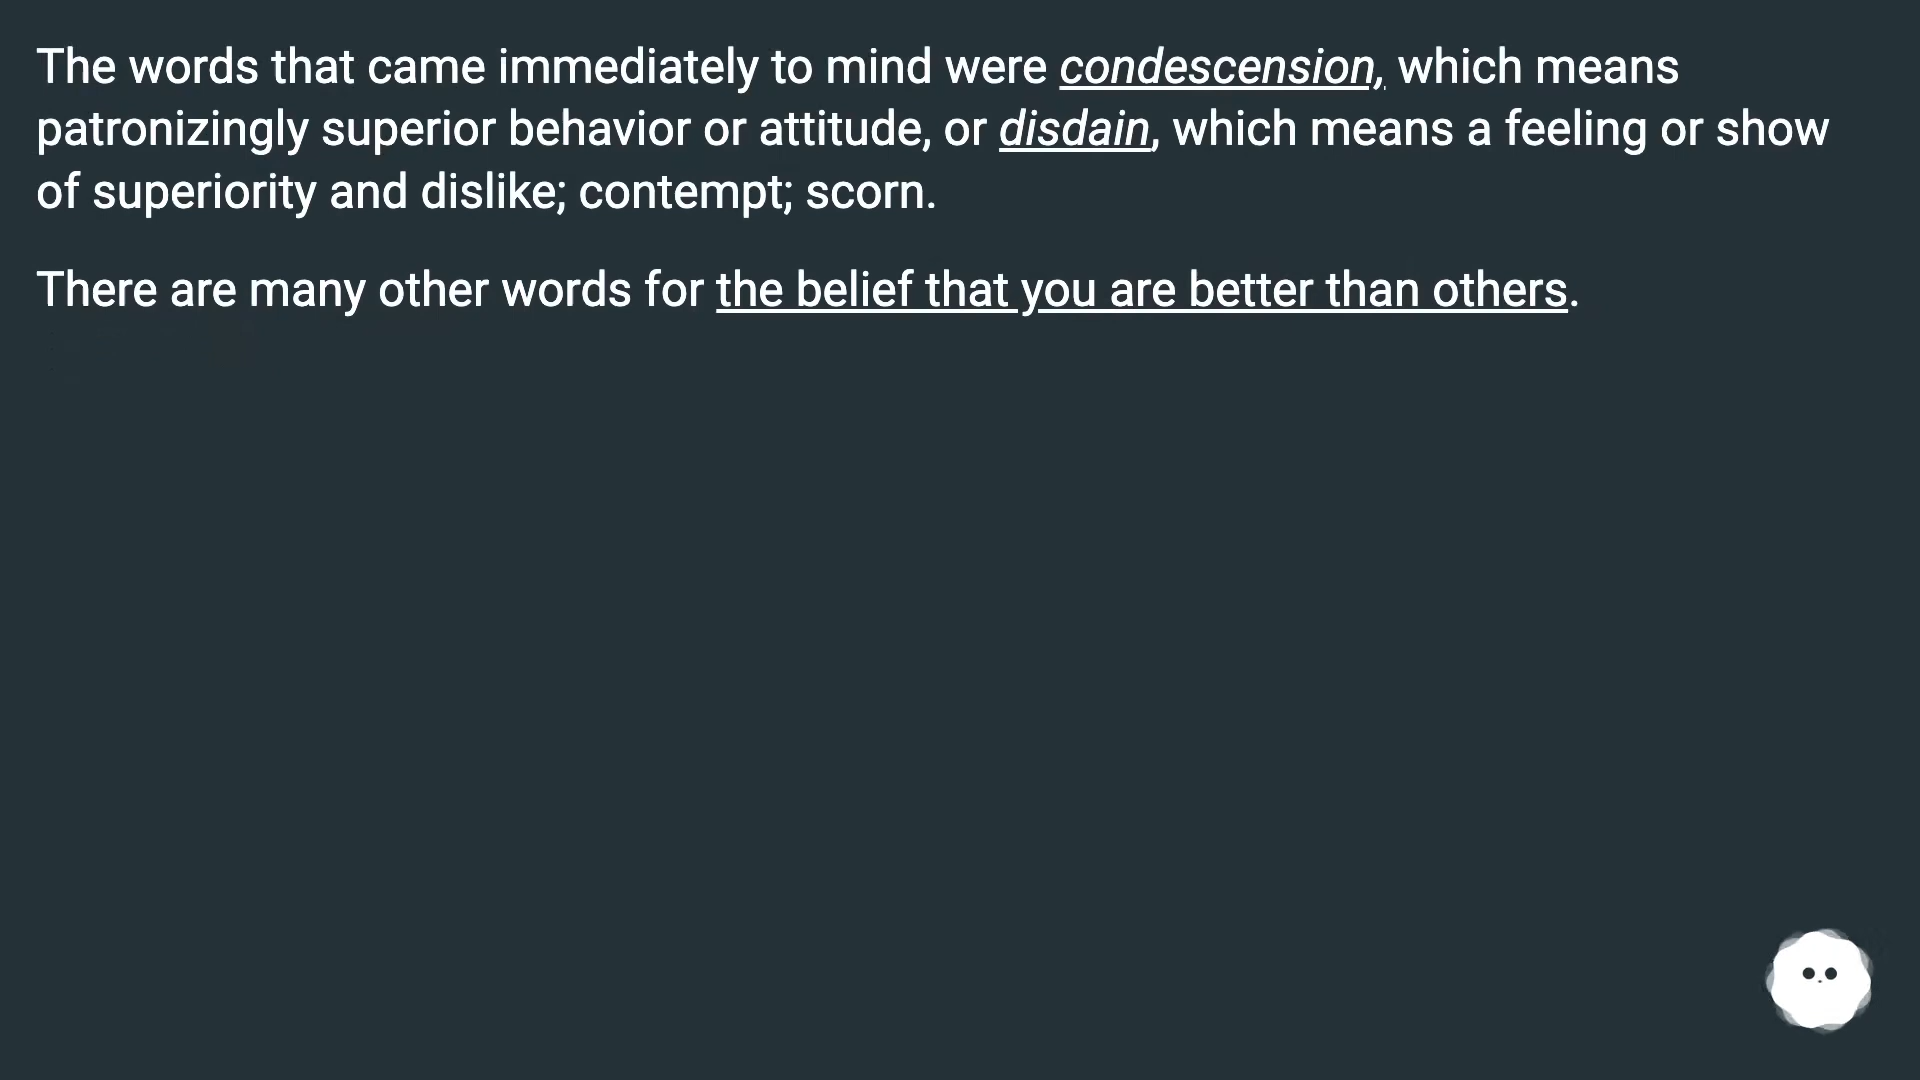 The words that came immediately to mind were condescension, which means
patronizingly superior behavior or attitude, or disdain, which means a feeling or show
of superiority and dislike; contempt; scorn.
There are many other words for the belief that you are better than others.